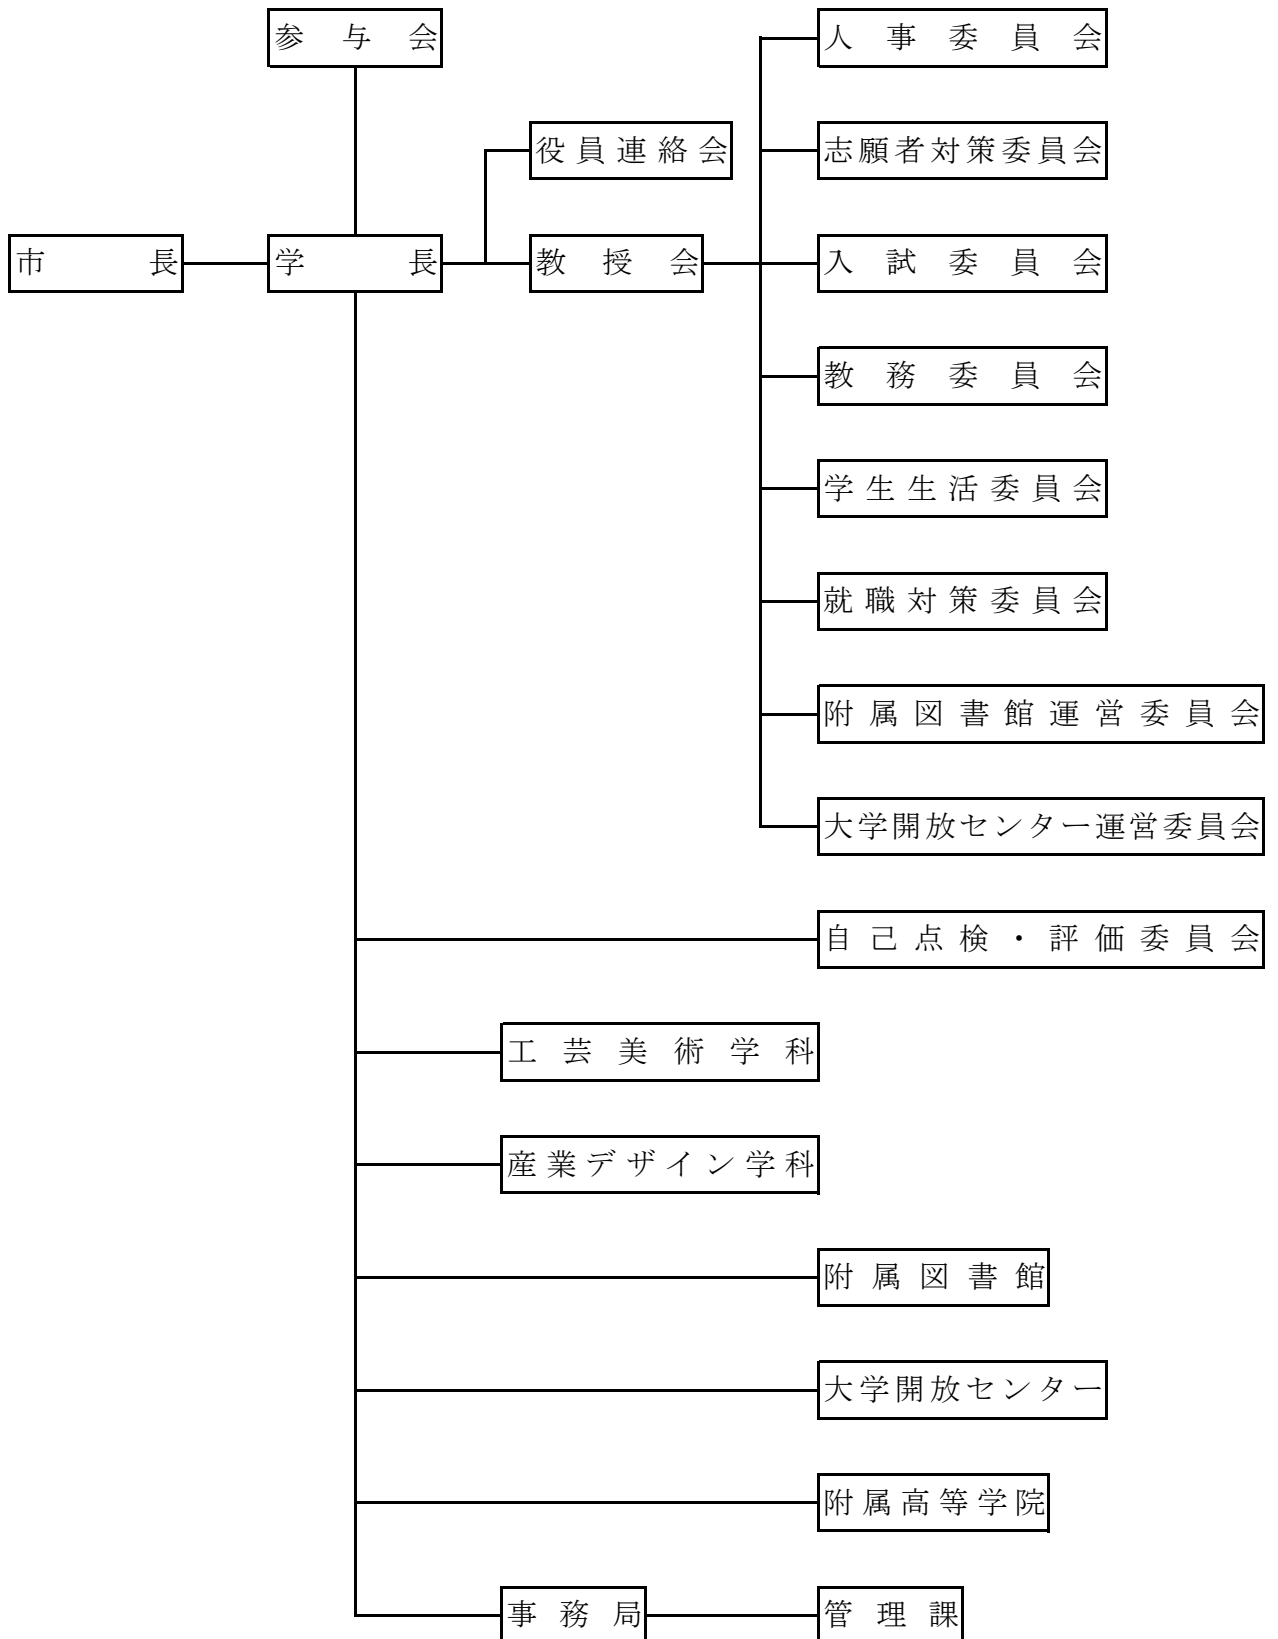 参与会
人事委員会
役員連絡会
志願者対策委員会
市長
学長
教授会
入試委員会
教務委員会
学生生活委員会
就職対策委員会
附属図書館運営委員会
大学開放センター運営委員会
自己点検・評価委員会
工芸美術学科
産業デザイン学科
附属図書館
大学開放センター
附属高等学院
事務局
管理課